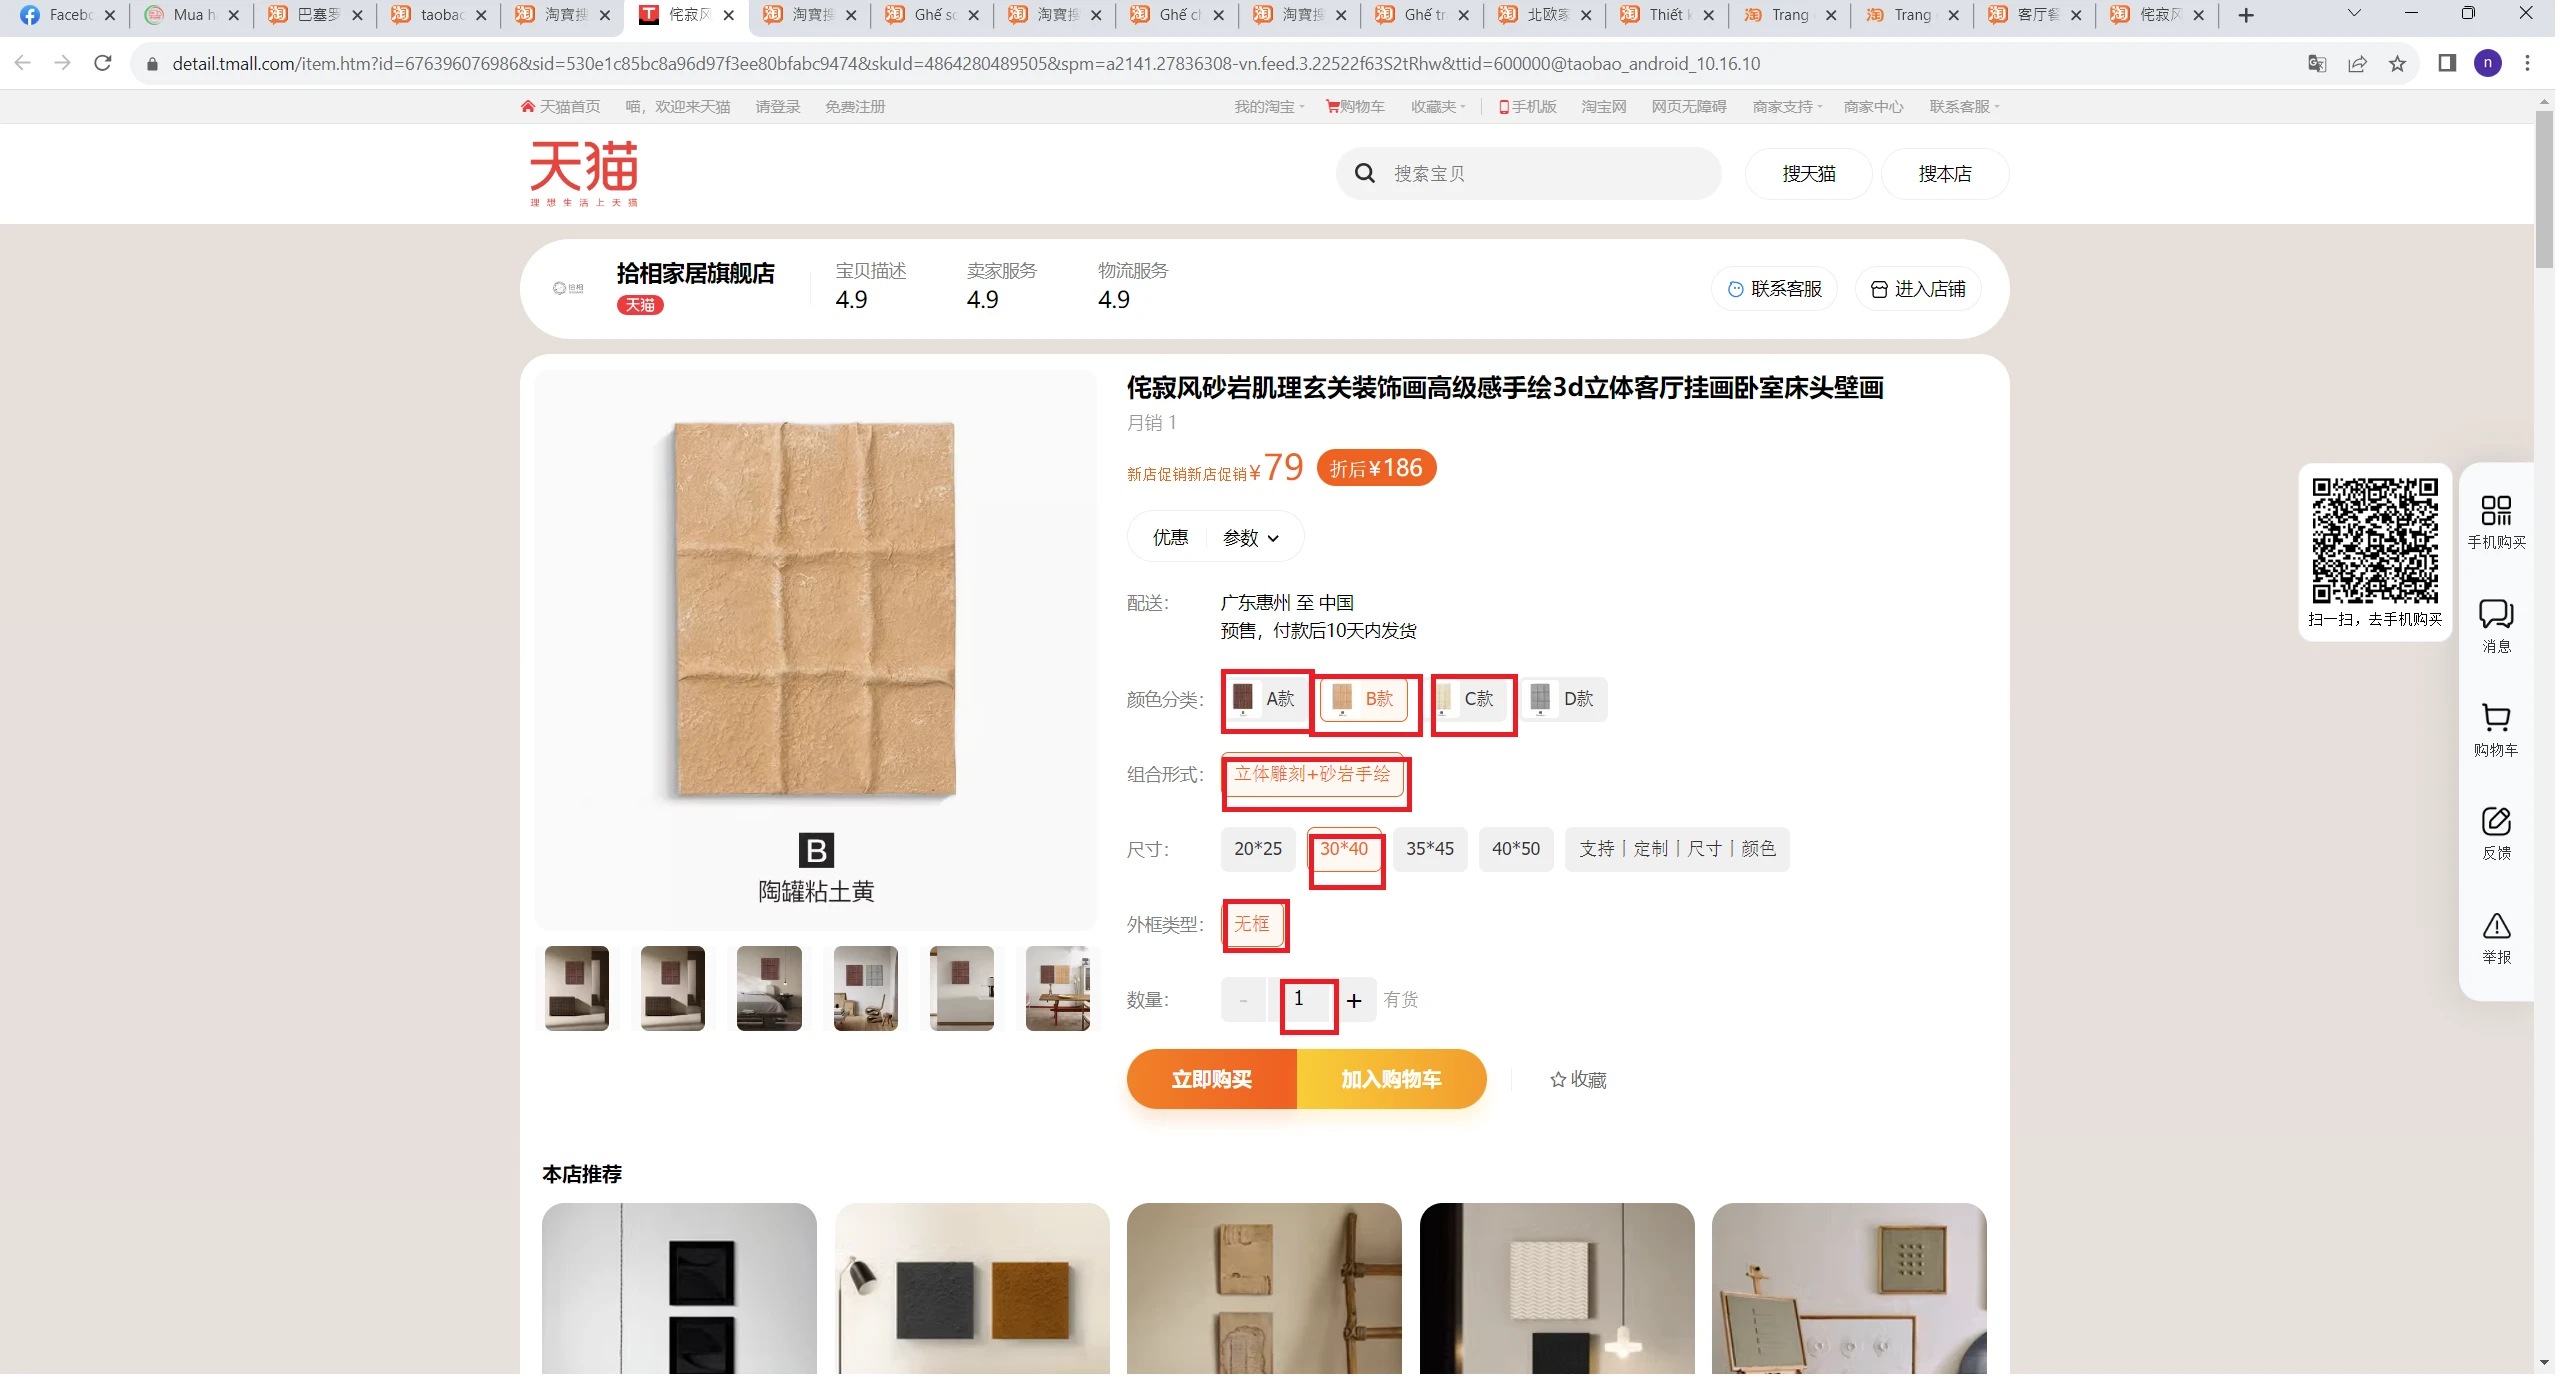 Facebo
Mua h
巴塞罗
taobao
淘寶搜
侘寂风
淘寶搜
Ghế so
淘寶搜
Ghế ch
淘寶搜
Ghế tr
北欧家
Thiết k
Trang
Trang
客厅餐
侘寂风
detail.tmall.com/item.htm?id=676396076986&sid=530e1c85bc8a96d97f3ee80bfabc9474&skuId=4864280489505&spm=a2141.27836308-vn.feed.3.22522f63S2tRhw&ttid=600000@taobao_android_10.16.10
n
天猫首页 喵，欢迎来天猫 请登录 免费注册 我的淘宝 购物车 收藏夹 手机版 淘宝网 网页无障碍 商家支持 商家中心 联系客服
天猫
理想生活上天猫
搜索宝贝 搜天猫 搜本店
拾相
拾相家居旗舰店
天猫
宝贝描述 卖家服务 物流服务
4.9 4.9 4.9
联系客服 进入店铺
侘寂风砂岩肌理玄关装饰画高级感手绘3d立体客厅挂画卧室床头壁画
月销 1
新店促销新店促销¥79 折后¥186
优惠 参数
配送： 广东惠州 至 中国
预售，付款后10天内发货
颜色分类： A款 B款 C款 D款
组合形式： 立体雕刻+砂岩手绘
尺寸： 20*25 30*40 35*45 40*50 支持｜定制｜尺寸｜颜色
外框类型： 无框
数量： - 1 + 有货
立即购买 加入购物车 收藏
B
陶罐粘土黄
本店推荐
扫一扫，去手机购买
手机购买
消息
购物车
反馈
举报